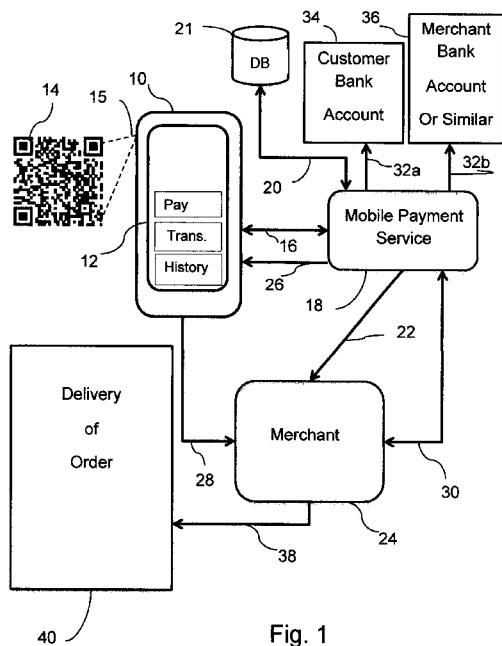 34
36
21
DB
Customer
Bank
Account
Merchant
Bank
Account
Or Similar
14
15
10
20
32a
32b
Pay
Trans.
History
12
16
26
Mobile Payment
Service
18
22
Delivery
of
Order
Merchant
28
30
24
38
40
Fig. 1